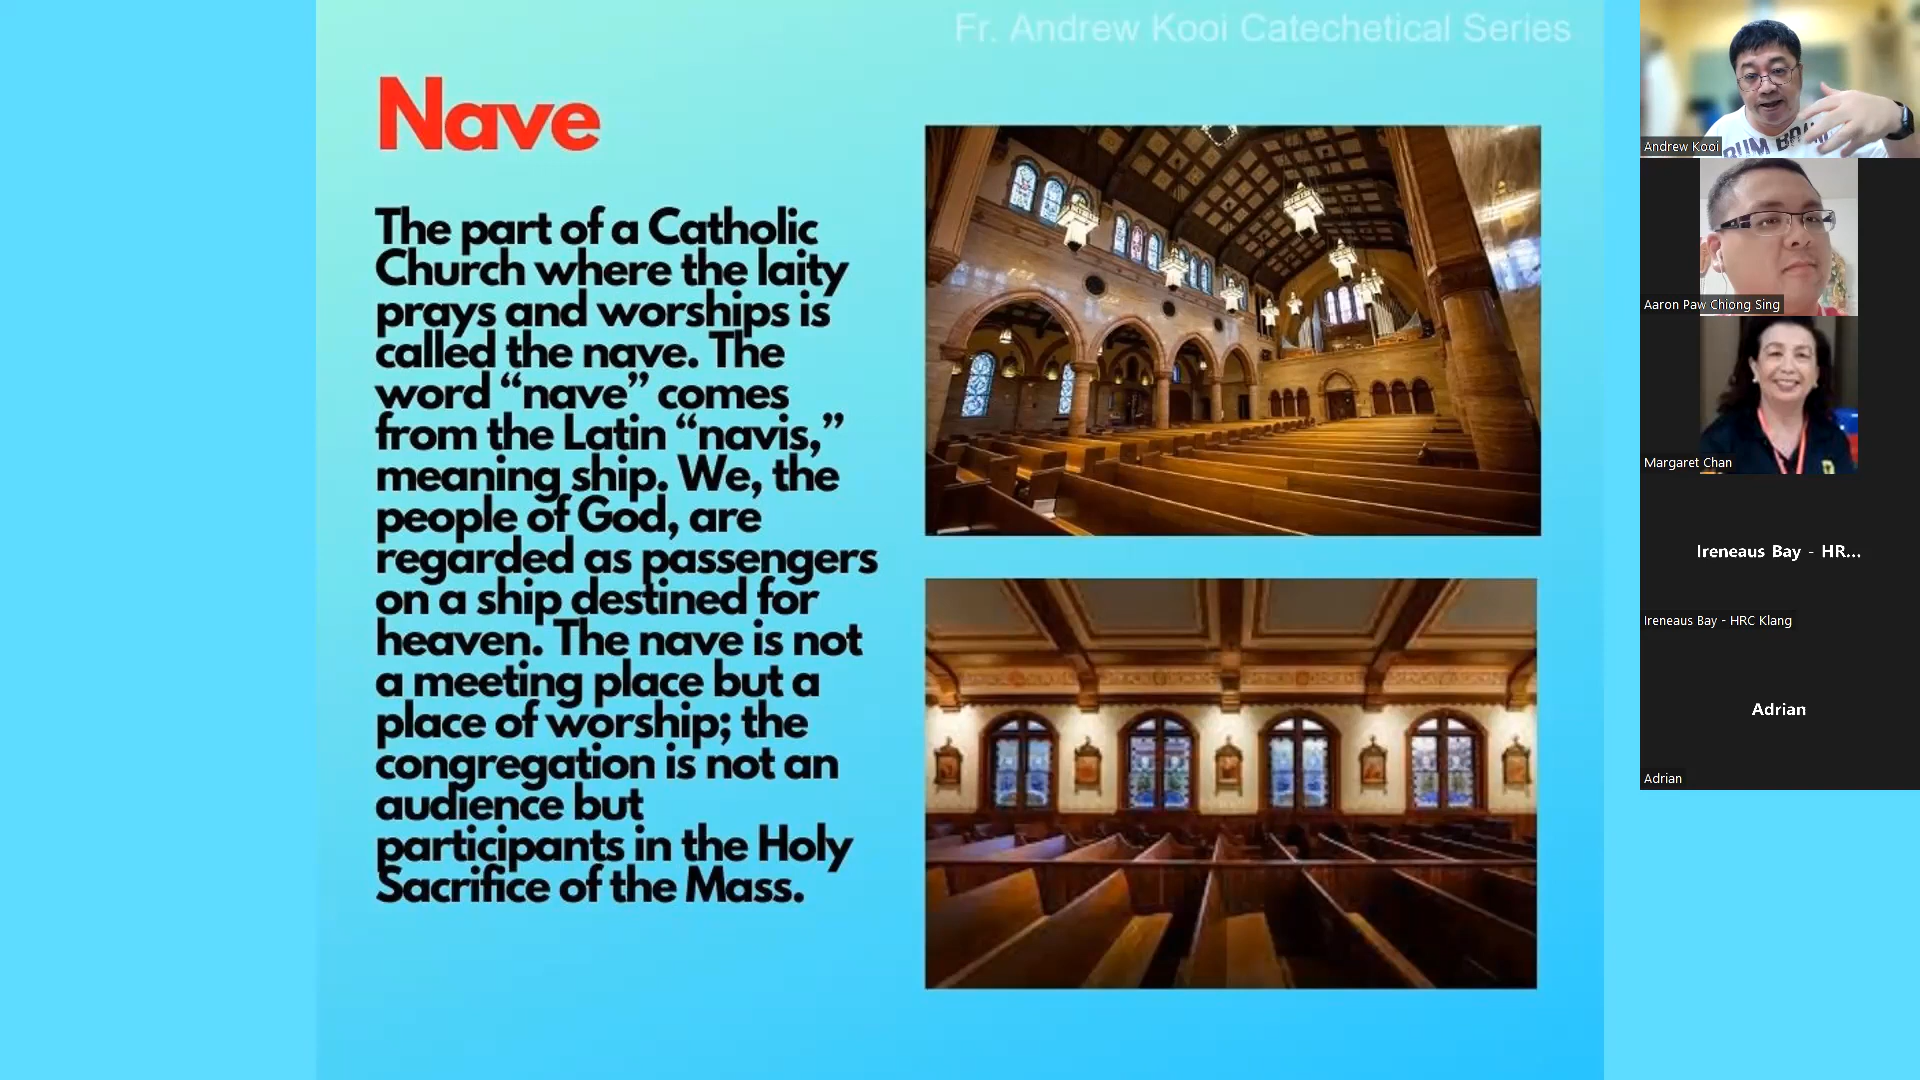 Fr. Andrew Kooi Catechetical Series
Nave
The part of a Catholic
Church where the laity
prays and worships is
called the nave. The
word “nave” comes
from the Latin “navis,”
meaning ship. We, the
people of God, are
regarded as passengers
on a ship destined for
heaven. The nave is not
a meeting place but a
place of worship; the
congregation is not an
audience but
participants in the Holy
Sacrifice of the Mass.
Andrew Kooi
Aaron Paw Chiong Sing
Margaret Chan
Ireneaus Bay - HR...
Ireneaus Bay - HRC Klang
Adrian
Adrian